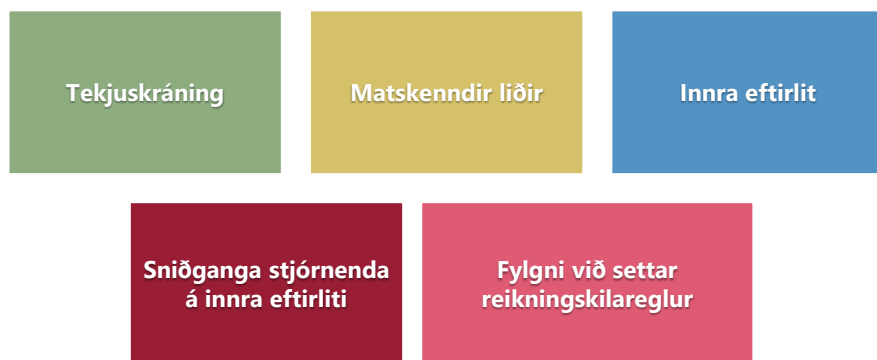 Tekjuskráning
Matskenndir liðir
Innra eftirlit
Sniðganga stjórnenda
á innra eftirliti
Fylgni við settar
reikningskilareglur